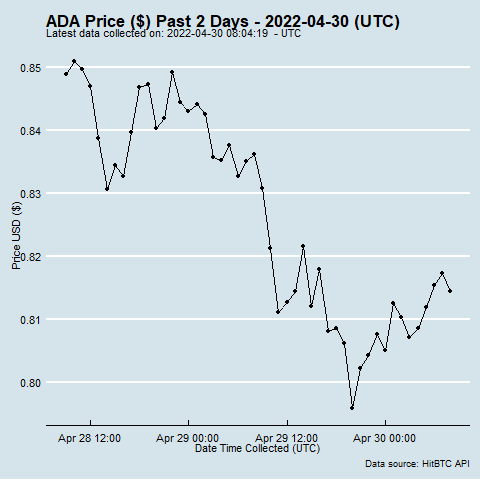 ADA Price ($) Past 2 Days - 2022-04-30 (UTC)
Latest data collected on: 2022-04-30 08:04:19 - UTC
Price USD ($)
0.85
0.84
0.83
0.82
0.81
0.80
Apr 28 12:00 Apr 29 00:00 Apr 29 12:00 Apr 30 00:00
Date Time Collected (UTC)
Data source: HitBTC API